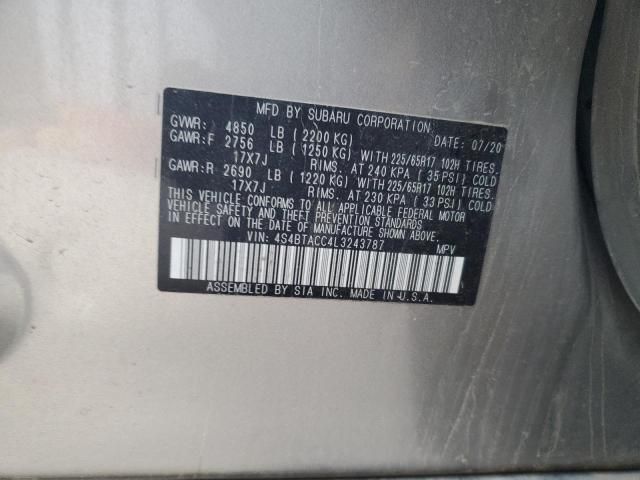 MFD BY SUBARU CORPORATION
GVWR: 4850 LB (2200 KG) DATE: 07/20
GAWR:F 2756 LB (1250 KG) WITH 225/65R17 102H TIRES.
17X7J RIMS. AT 240 KPA (35 PSI) COLD
GAWR:R 2690 LB (1220 KG) WITH 225/65R17 102H TIRES.
17X7J RIMS. AT 230 KPA (33 PSI) COLD
THIS VEHICLE CONFORMS TO ALL APPLICABLE FEDERAL MOTOR
VEHICLE SAFETY AND THEFT PREVENTION STANDARDS
IN EFFECT ON THE DATE OF MANUFACTURE SHOWN ABOVE.
VIN: 4S4BTACC4L3243787 MPV
ASSEMBLED BY SIA INC. MADE IN U.S.A.